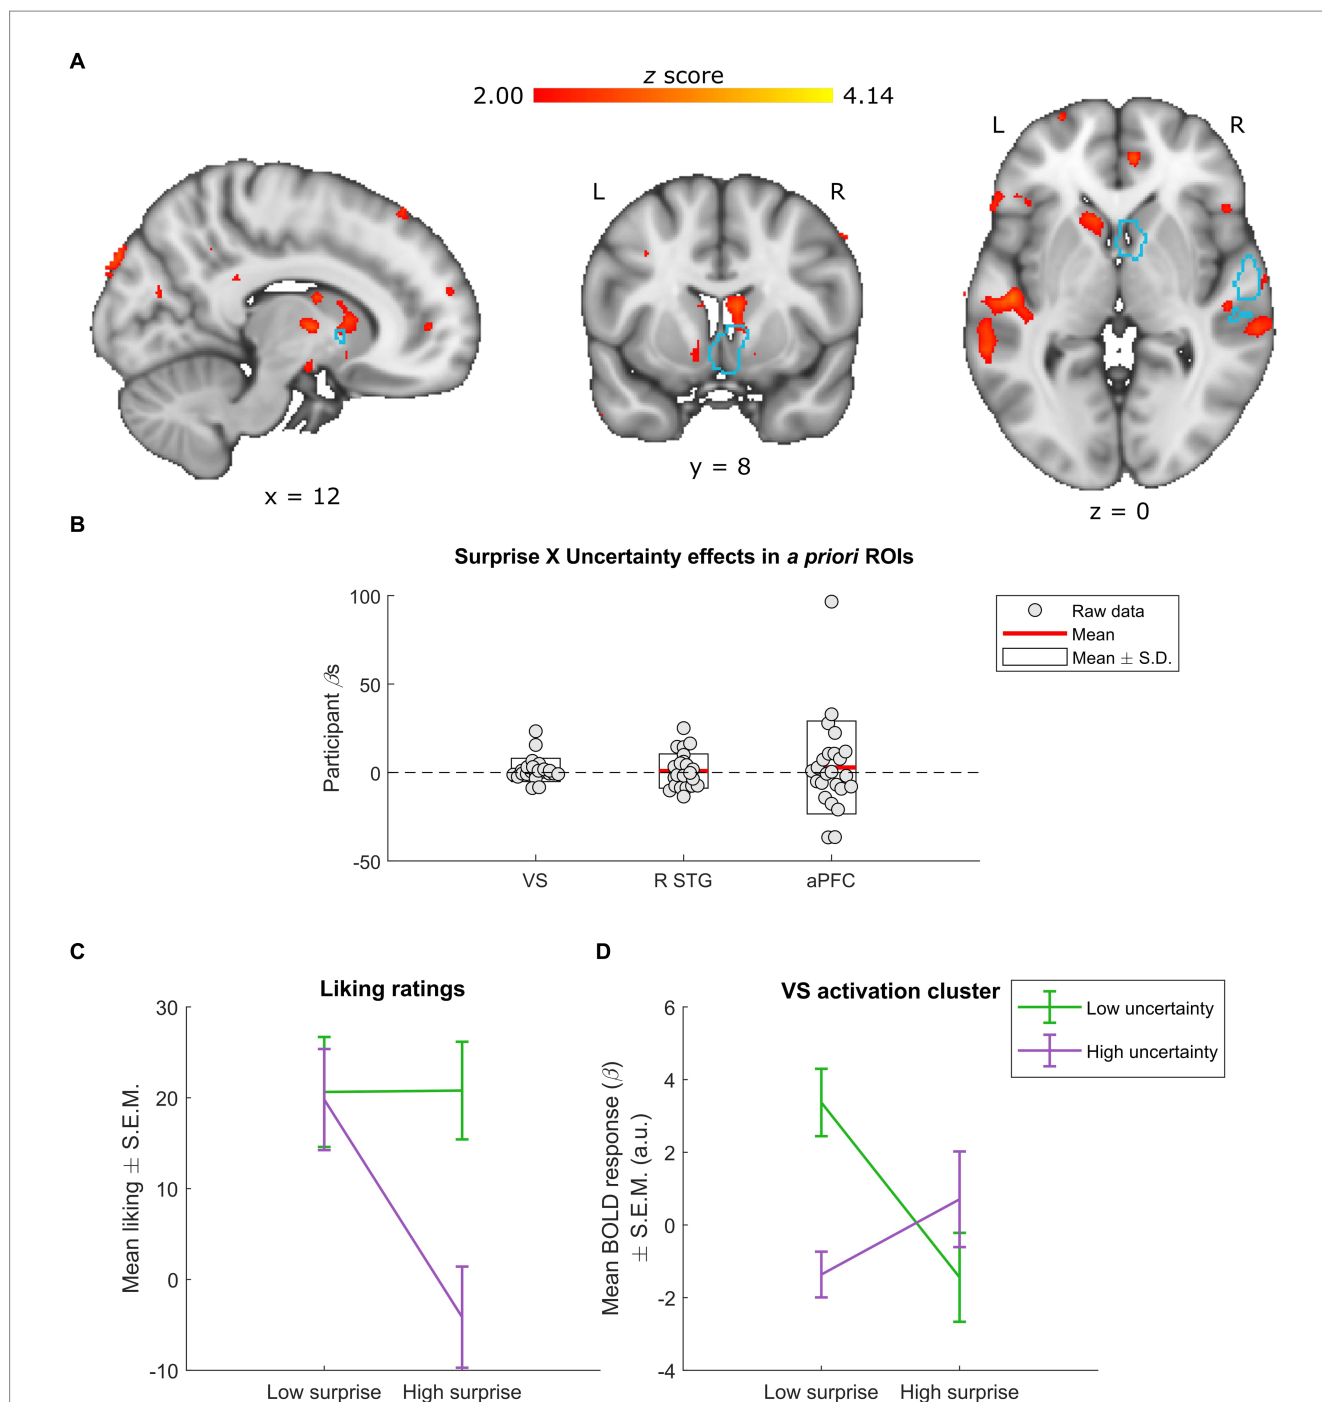 A
z score
2.00
4.14
L
R
L
R
x = 12
y = 8
z = 0
B
Surprise X Uncertainty effects in a priori ROIs
100
50
0
-50
Participant βs
VS
R STG
aPFC
Raw data
Mean
Mean ± S.D.
C
Liking ratings
30
20
10
0
-10
Mean liking ± S.E.M.
Low surprise
High surprise
D
VS activation cluster
6
4
2
0
-2
-4
Mean BOLD response (β)
± S.E.M. (a.u.)
Low surprise
High surprise
Low uncertainty
High uncertainty